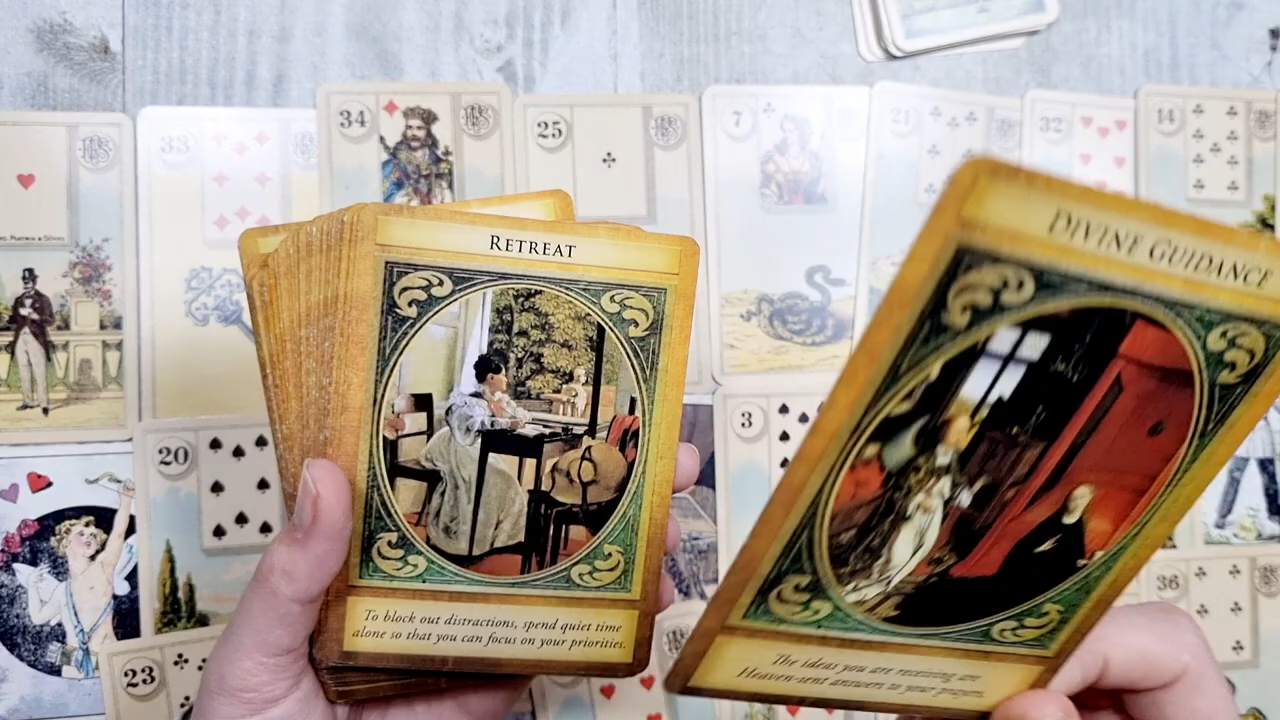 34
25
7
33
21
32
14
RETREAT
DIVINE GUIDANCE
20
3
36
23
To block out distractions, spend quiet time
alone so that you can focus on your priorities.
The ideas you are receiving are
Heaven-sent answers to your prayers.